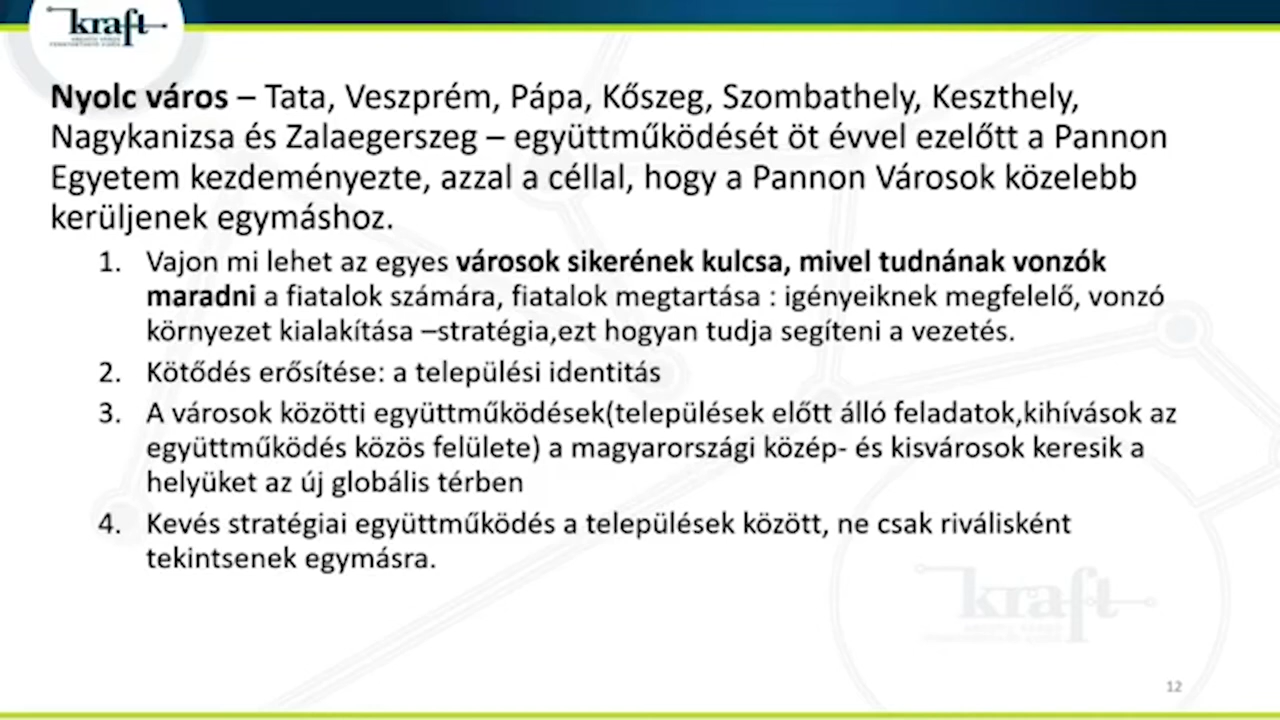 kraft
Nyolc város – Tata, Veszprém, Pápa, Kőszeg, Szombathely, Keszthely,
Nagykanizsa és Zalaegerszeg – együttműködését öt évvel ezelőtt a Pannon
Egyetem kezdeményezte, azzal a céllal, hogy a Pannon Városok közelebb
kerüljenek egymáshoz.
1. Vajon mi lehet az egyes városok sikerének kulcsa, mivel tudnának vonzók
maradni a fiatalok számára, fiatalok megtartása : igényeiknek megfelelő, vonzó
környezet kialakítása –stratégia,ezt hogyan tudja segíteni a vezetés.
2. Kötődés erősítése: a települési identitás
3. A városok közötti együttműködések(települések előtt álló feladatok,kihívások az
együttműködés közös felülete) a magyarországi közép- és kisvárosok keresik a
helyüket az új globális térben
4. Kevés stratégiai együttműködés a települések között, ne csak riválisként
tekintsenek egymásra.
kraft
12